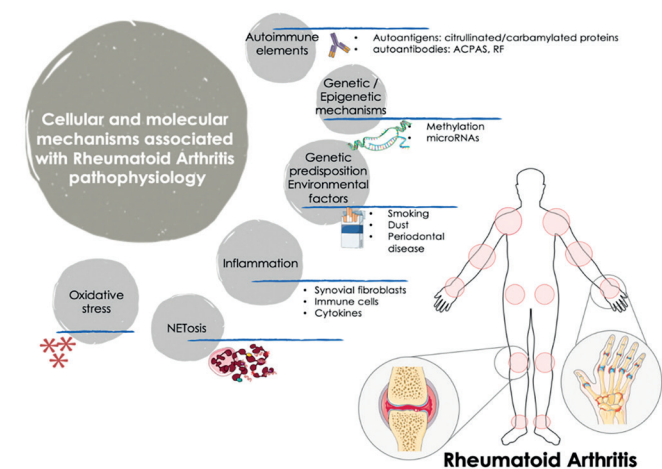 Cellular and molecular
mechanisms associated
with Rheumatoid Arthritis
pathophysiology
Autoimmune
elements
• Autoantigens: citrullinated/carbamylated proteins
• autoantibodies: ACPAS, RF
Genetic /
Epigenetic
mechanisms
• Methylation
• microRNAs
Genetic
predisposition
Environmental
factors
• Smoking
• Dust
• Periodontal
disease
Inflammation
• Synovial fibroblasts
• Immune cells
• Cytokines
Oxidative
stress
NETosis
Rheumatoid Arthritis